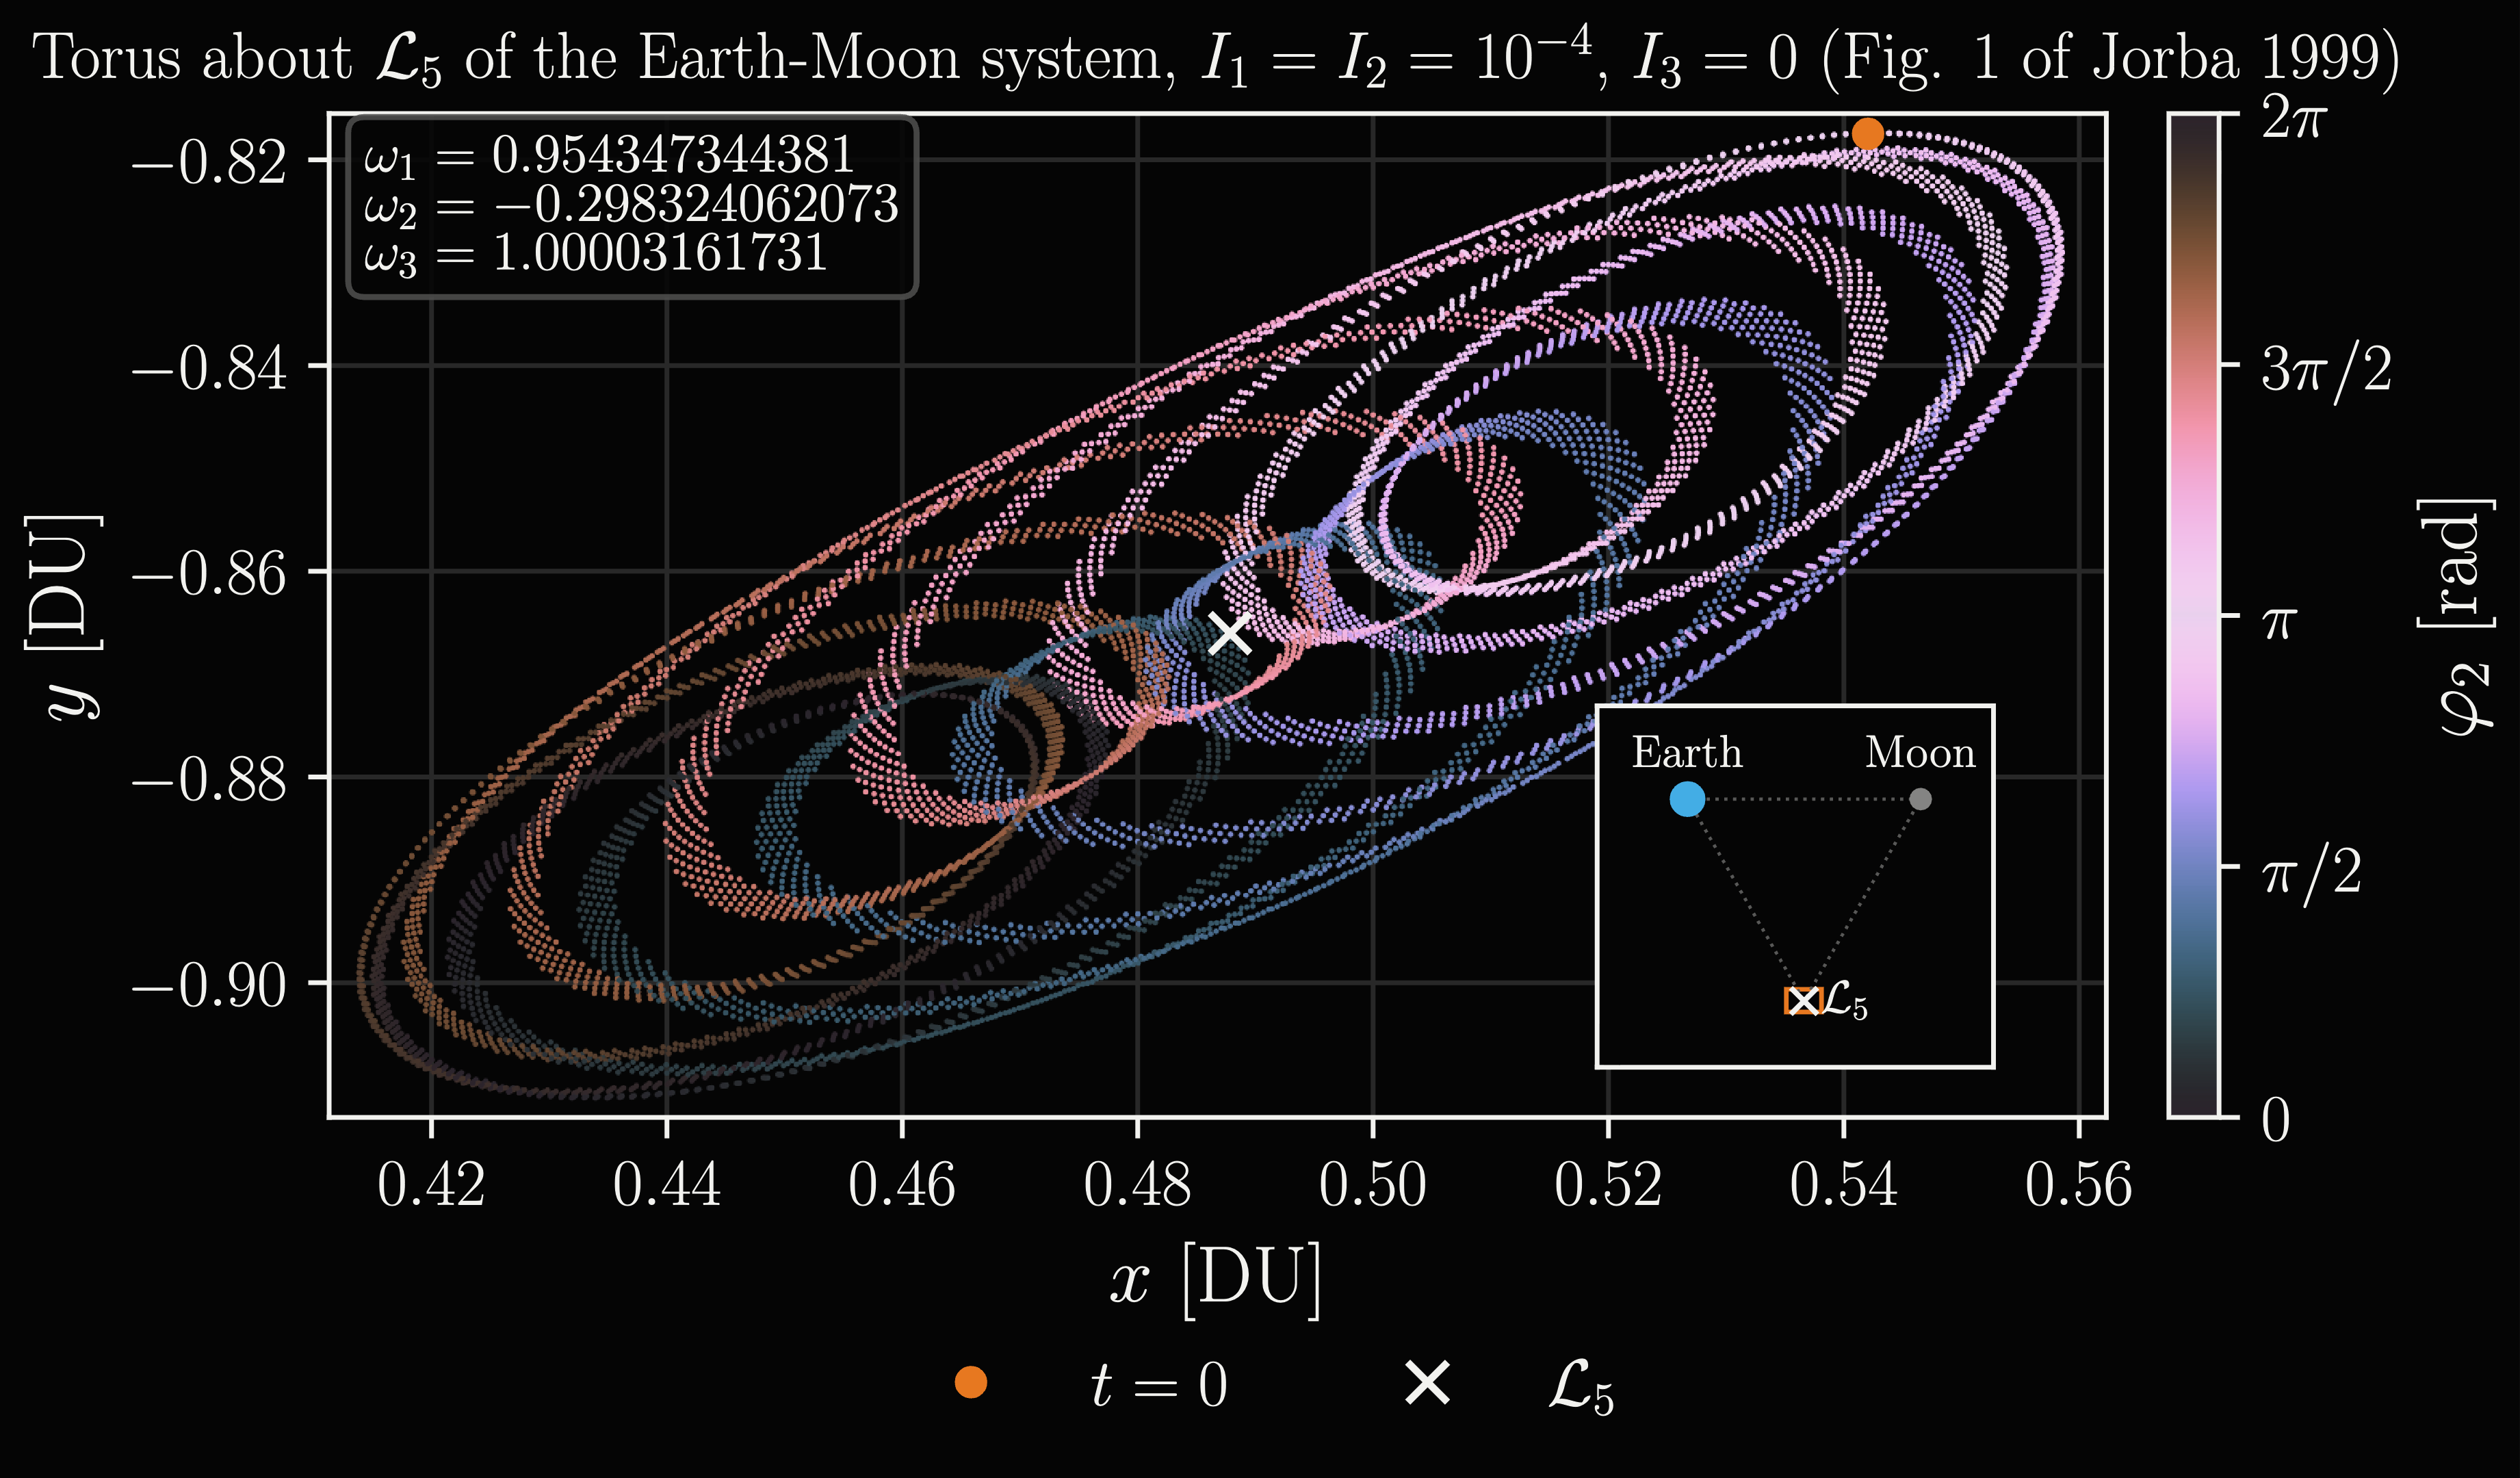 Torus about ℒ₅ of the Earth-Moon system, I₁ = I₂ = 10⁻⁴, I₃ = 0 (Fig. 1 of Jorba 1999)
ω₁ = 0.954347344381
ω₂ = −0.298324062073
ω₃ = 1.00003161731
y [DU]
−0.82
−0.84
−0.86
−0.88
−0.90
Earth Moon
ℒ₅
2π
3π/2
π
π/2
0
φ₂ [rad]
0.42 0.44 0.46 0.48 0.50 0.52 0.54 0.56
x [DU]
t = 0 ℒ₅